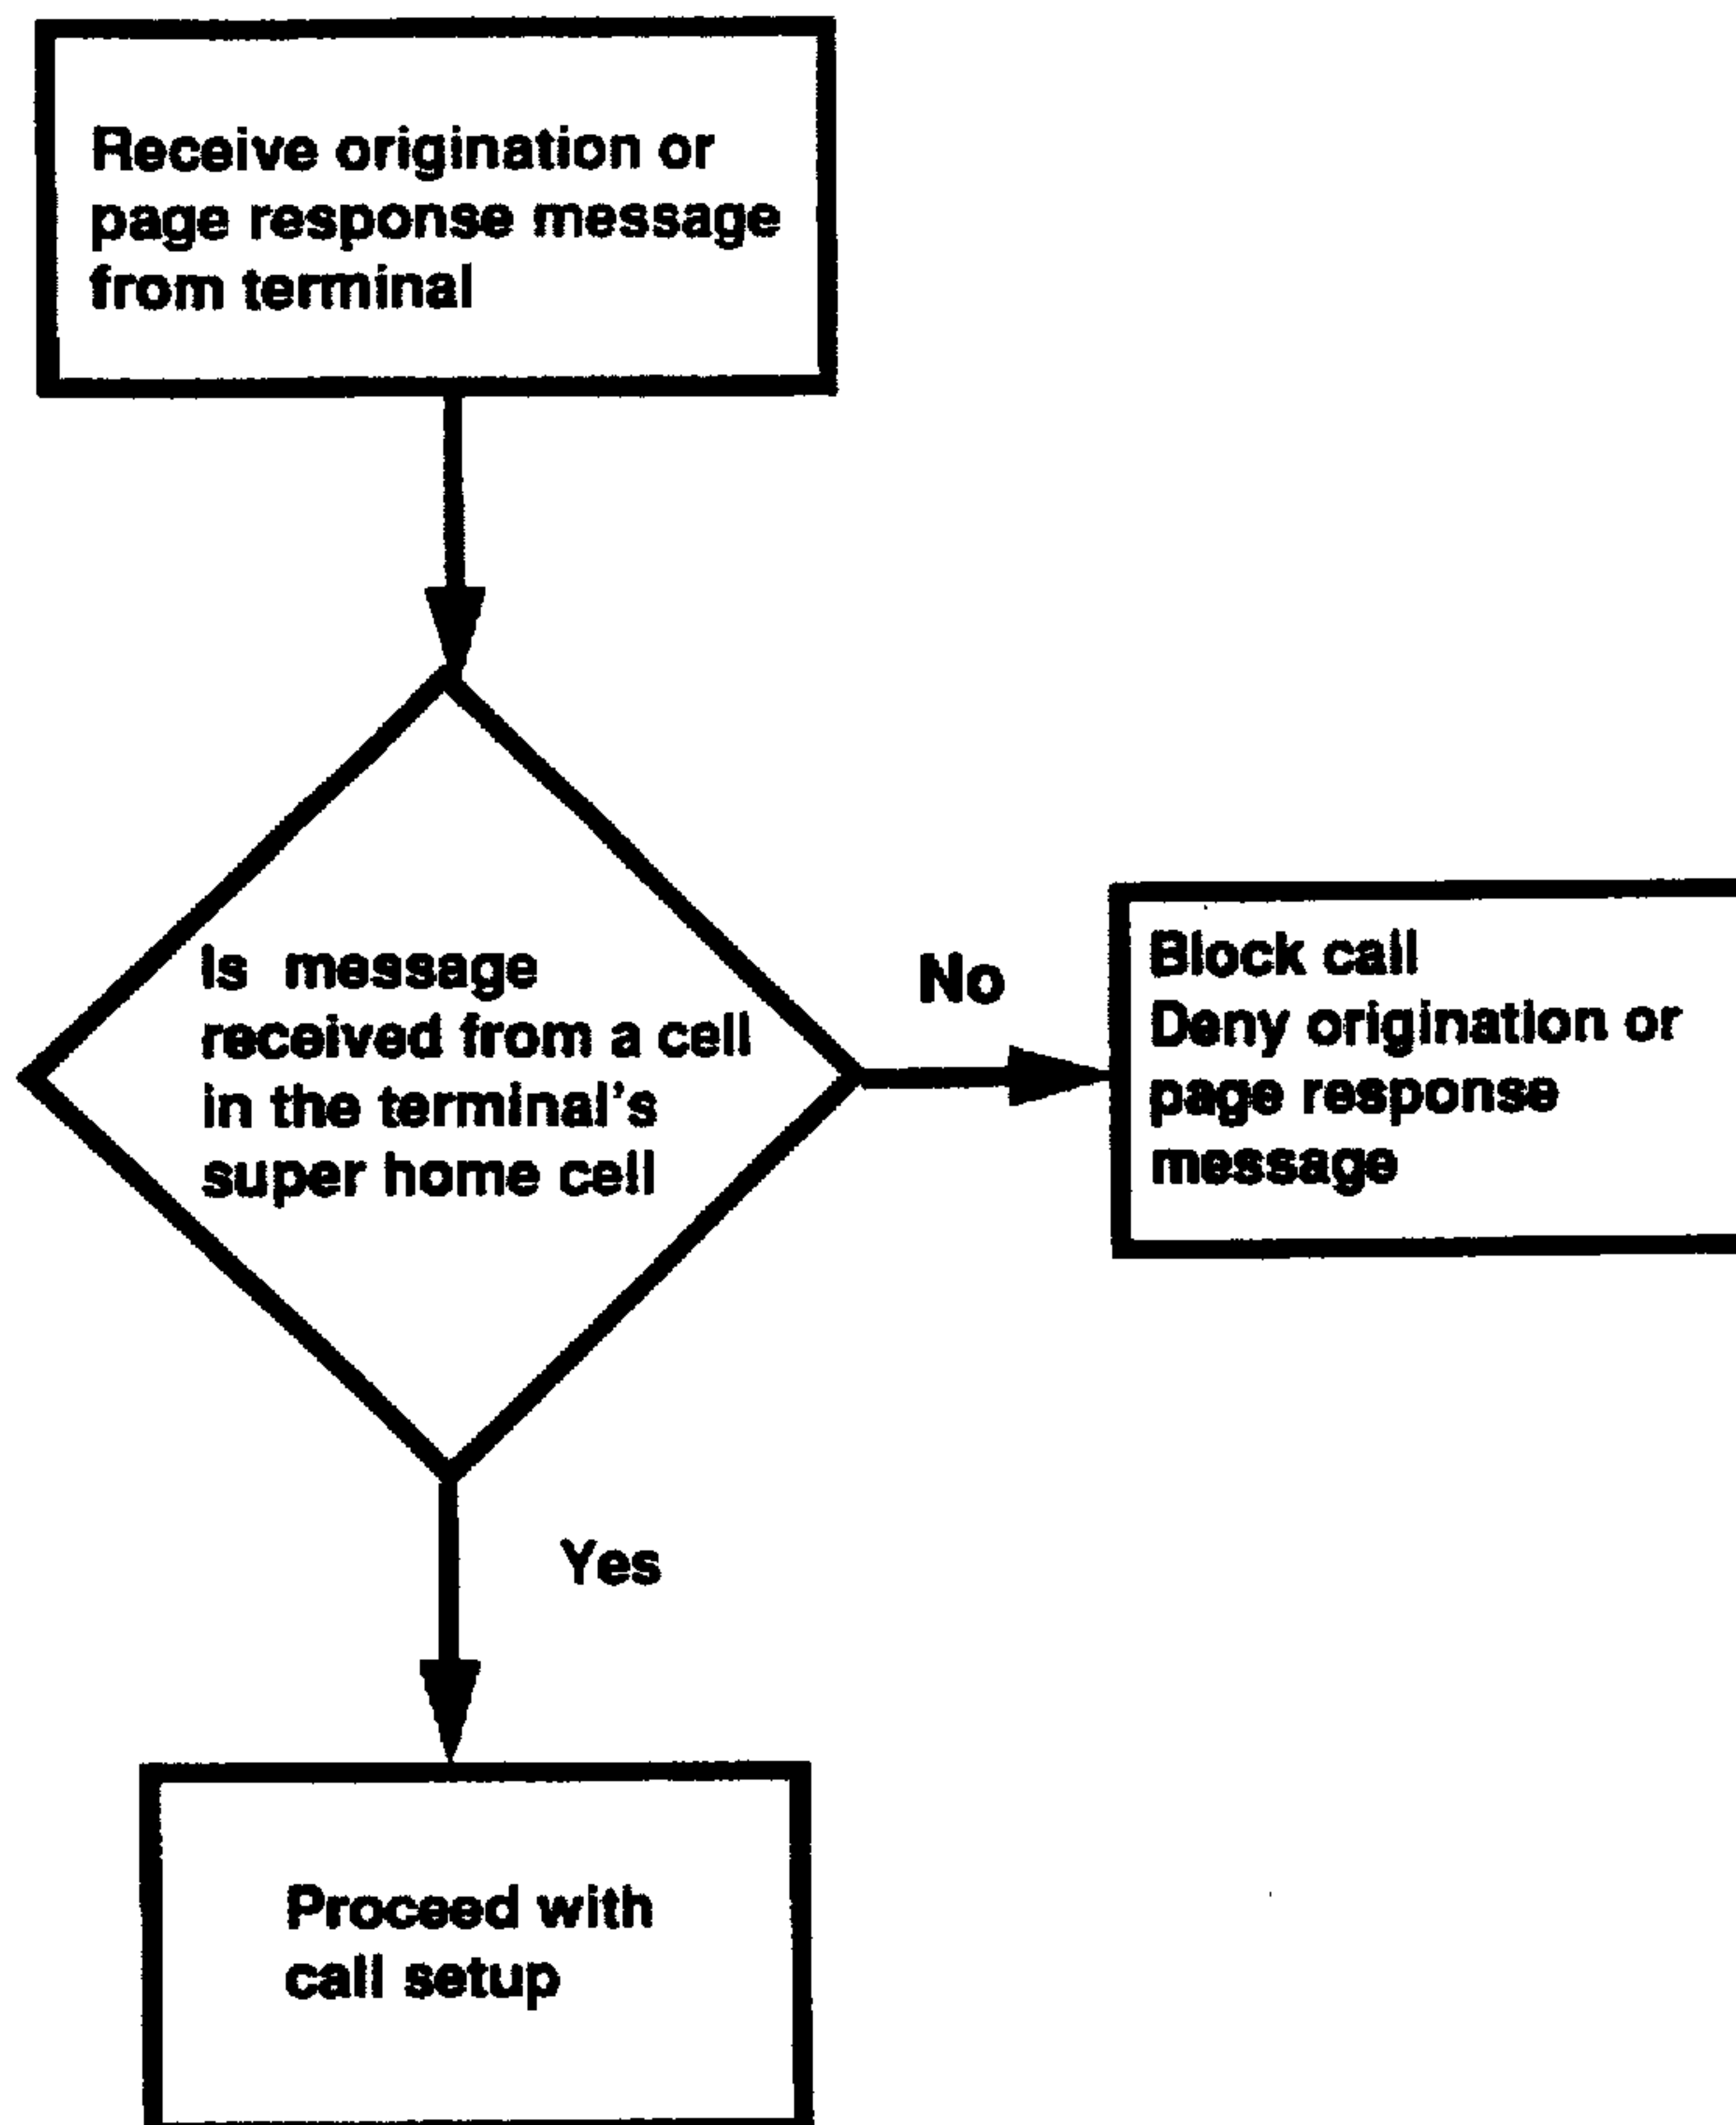 Receive origination or
page response message
from terminal
Is message
received from a cell
in the terminal's
super home cell
No
Block call
Deny origination or
page response
message
Yes
Proceed with
call setup